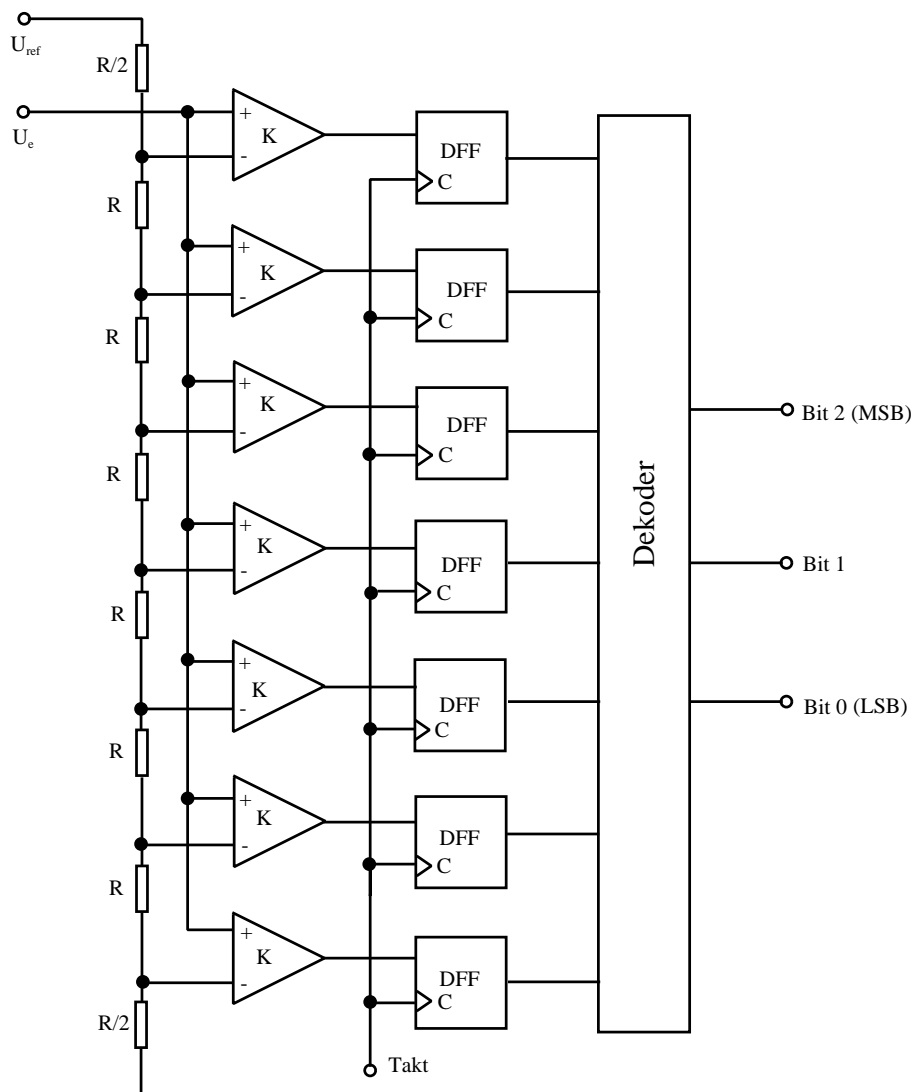 U_ref
R/2
U_e
+
K
-
DFF
C
R
+
K
-
DFF
C
R
+
K
-
DFF
C
Bit 2 (MSB)
R
Dekoder
+
K
-
DFF
C
Bit 1
R
+
K
-
DFF
C
Bit 0 (LSB)
R
+
K
-
DFF
C
R
+
K
-
DFF
C
R/2
Takt